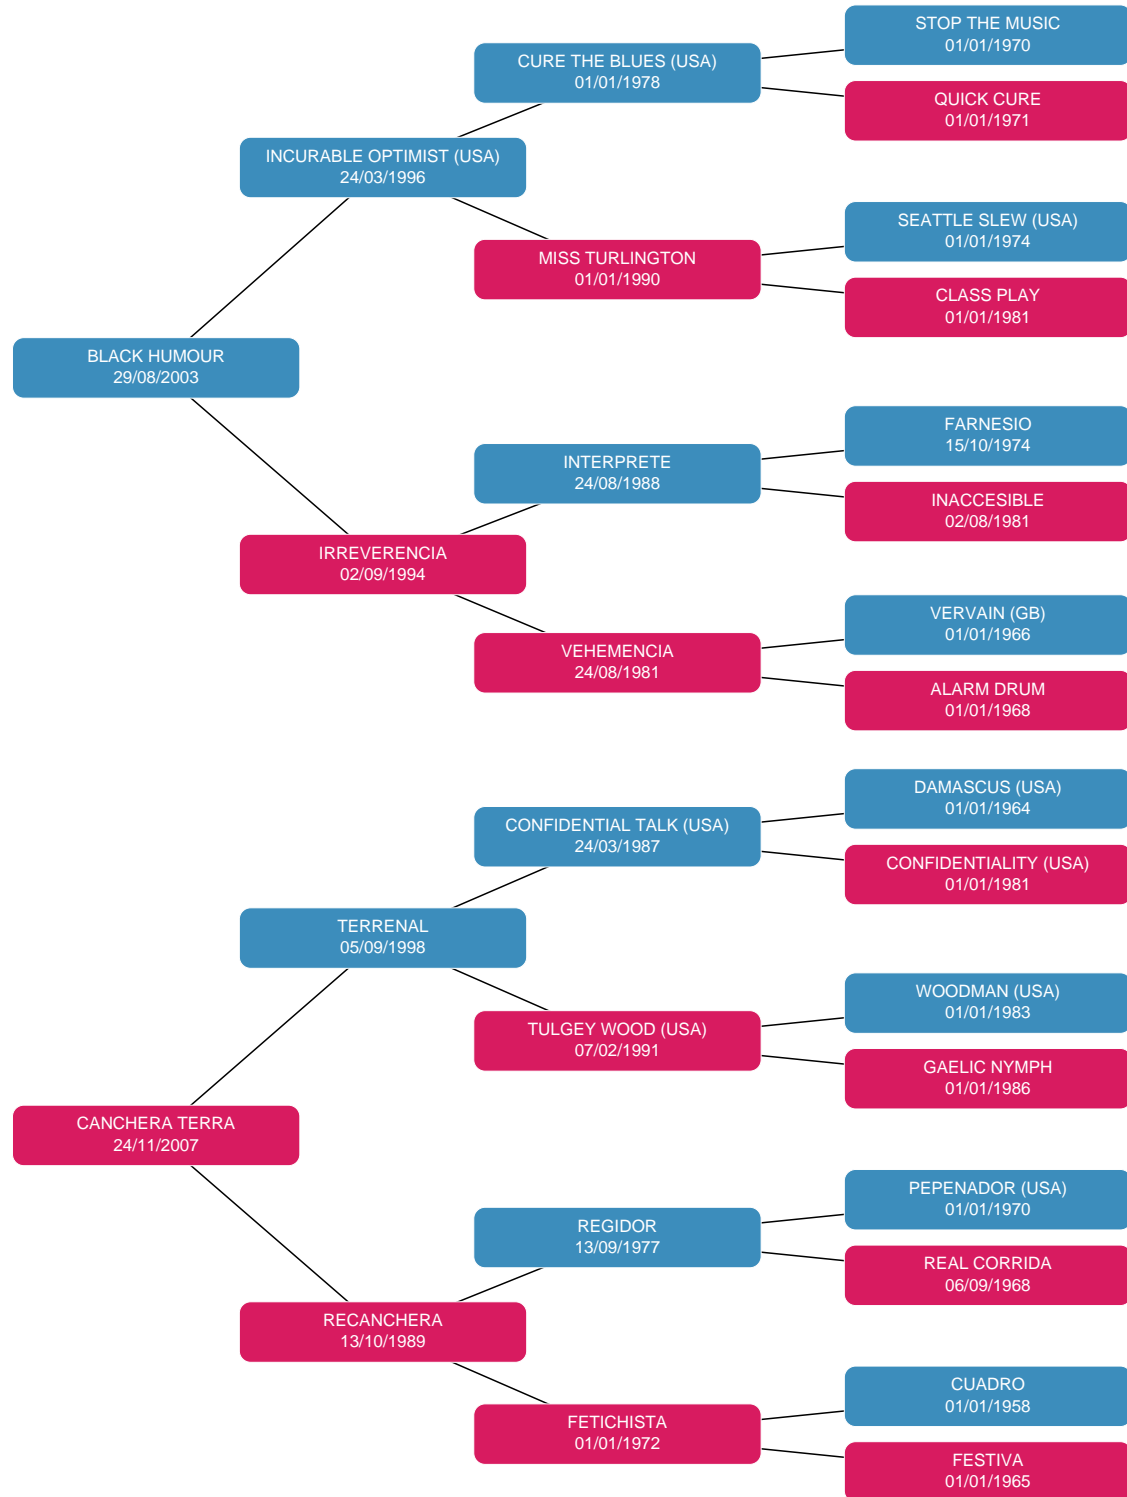 STOP THE MUSIC
01/01/1970
CURE THE BLUES (USA)
01/01/1978
QUICK CURE
01/01/1971
INCURABLE OPTIMIST (USA)
24/03/1996
SEATTLE SLEW (USA)
01/01/1974
MISS TURLINGTON
01/01/1990
CLASS PLAY
01/01/1981
BLACK HUMOUR
29/08/2003
FARNESIO
15/10/1974
INTERPRETE
24/08/1988
INACCESIBLE
02/08/1981
IRREVERENCIA
02/09/1994
VERVAIN (GB)
01/01/1966
VEHEMENCIA
24/08/1981
ALARM DRUM
01/01/1968
DAMASCUS (USA)
01/01/1964
CONFIDENTIAL TALK (USA)
24/03/1987
CONFIDENTIALITY (USA)
01/01/1981
TERRENAL
05/09/1998
WOODMAN (USA)
01/01/1983
TULGEY WOOD (USA)
07/02/1991
GAELIC NYMPH
01/01/1986
CANCHERA TERRA
24/11/2007
PEPENADOR (USA)
01/01/1970
REGIDOR
13/09/1977
REAL CORRIDA
06/09/1968
RECANCHERA
13/10/1989
CUADRO
01/01/1958
FETICHISTA
01/01/1972
FESTIVA
01/01/1965